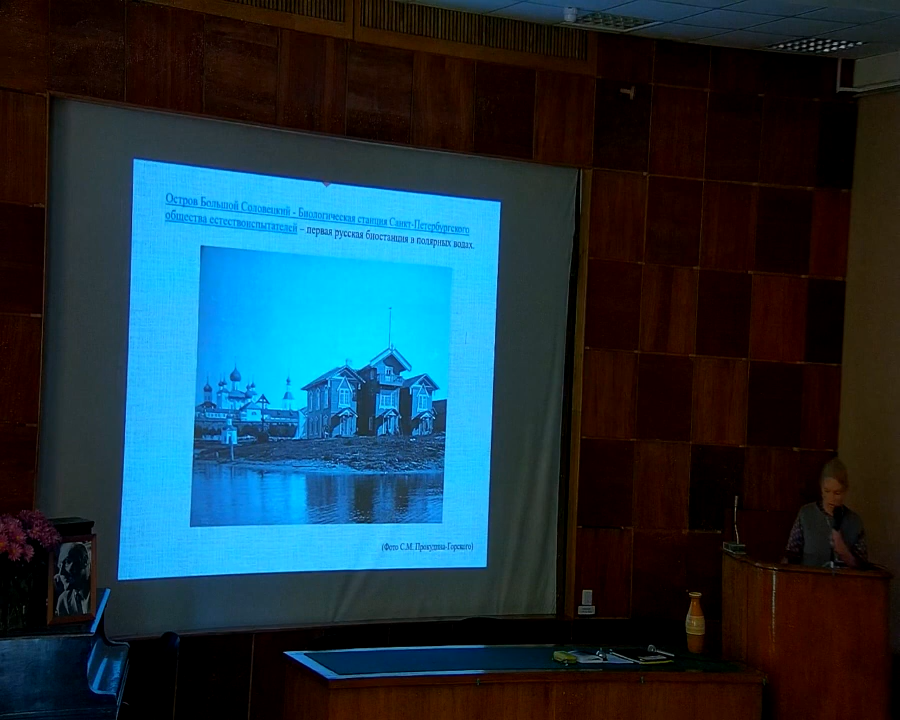 Остров Большой Соловецкий - Биологическая станция Санкт-Петербургского
общества естествоиспытателей – первая русская биостанция в полярных водах.
(Фото С.М. Прокудина-Горского)